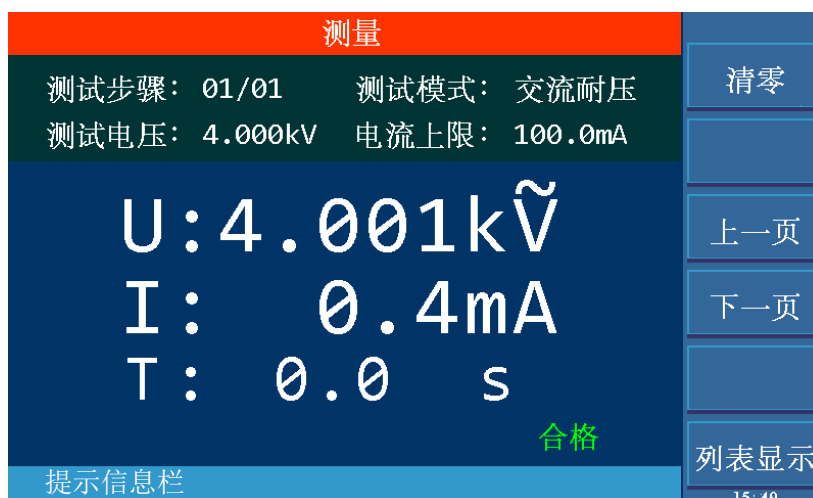 测量
测试步骤: 01/01 测试模式: 交流耐压
测试电压: 4.000kV 电流上限: 100.0mA
U:4.001kṼ
I: 0.4mA
T: 0.0 s
合格
提示信息栏
清零
上一页
下一页
列表显示